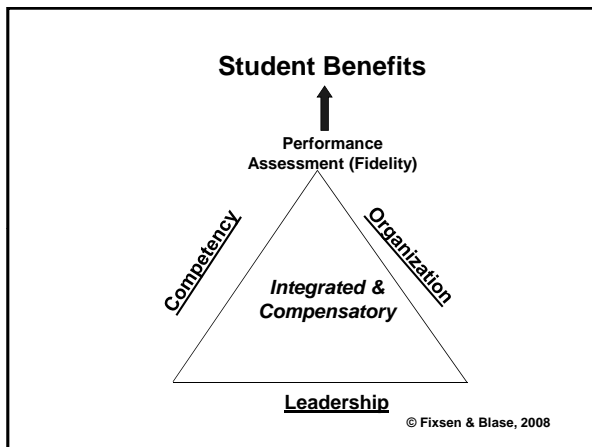 Student Benefits
Performance
Assessment (Fidelity)
Competency
Organization
Integrated &
Compensatory
Leadership
© Fixsen & Blase, 2008